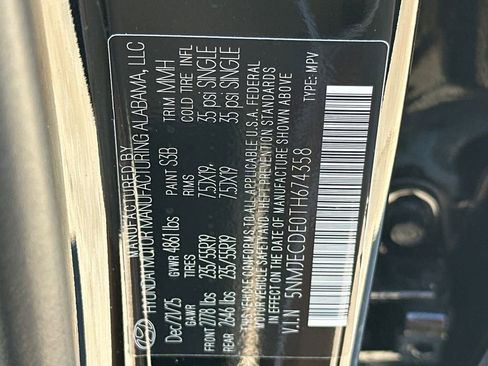 MANUFACTURED BY
HYUNDAI MOTOR MANUFACTURING ALABAMA, LLC
Dec/21/25 GVWR 4861 lbs PAINT S3B TRIM MMH
GAWR TIRES RIMS COLD TIRE INFL
FRONT 2778 lbs 235/55R19 7.5JX19, 35 psi SINGLE
REAR 2646 lbs 235/55R19 7.5JX19 35 psi SINGLE
THIS VEHICLE CONFORMS TO ALL APPLICABLE U.S.A. FEDERAL
MOTOR VEHICLE SAFETY AND THEFT PREVENTION STANDARDS
IN EFFECT ON THE DATE OF MANUFACTURE SHOWN ABOVE
V.I.N 5NMJECDE0TH674358 TYPE: MPV